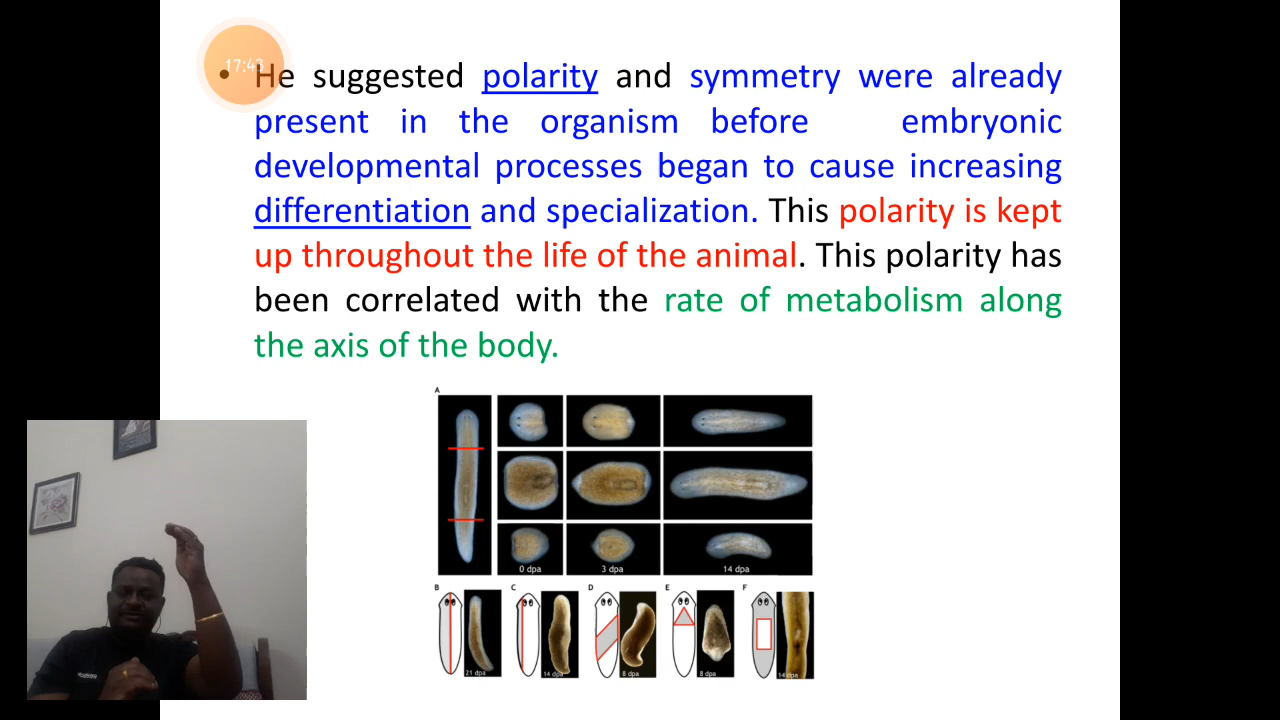 17:43
• He suggested polarity and symmetry were already
present in the organism before embryonic
developmental processes began to cause increasing
differentiation and specialization. This polarity is kept
up throughout the life of the animal. This polarity has
been correlated with the rate of metabolism along
the axis of the body.
A
0 dpa 3 dpa 14 dpa
B C D E F
21 dpa 14 dpa 8 dpa 8 dpa 14 dpa